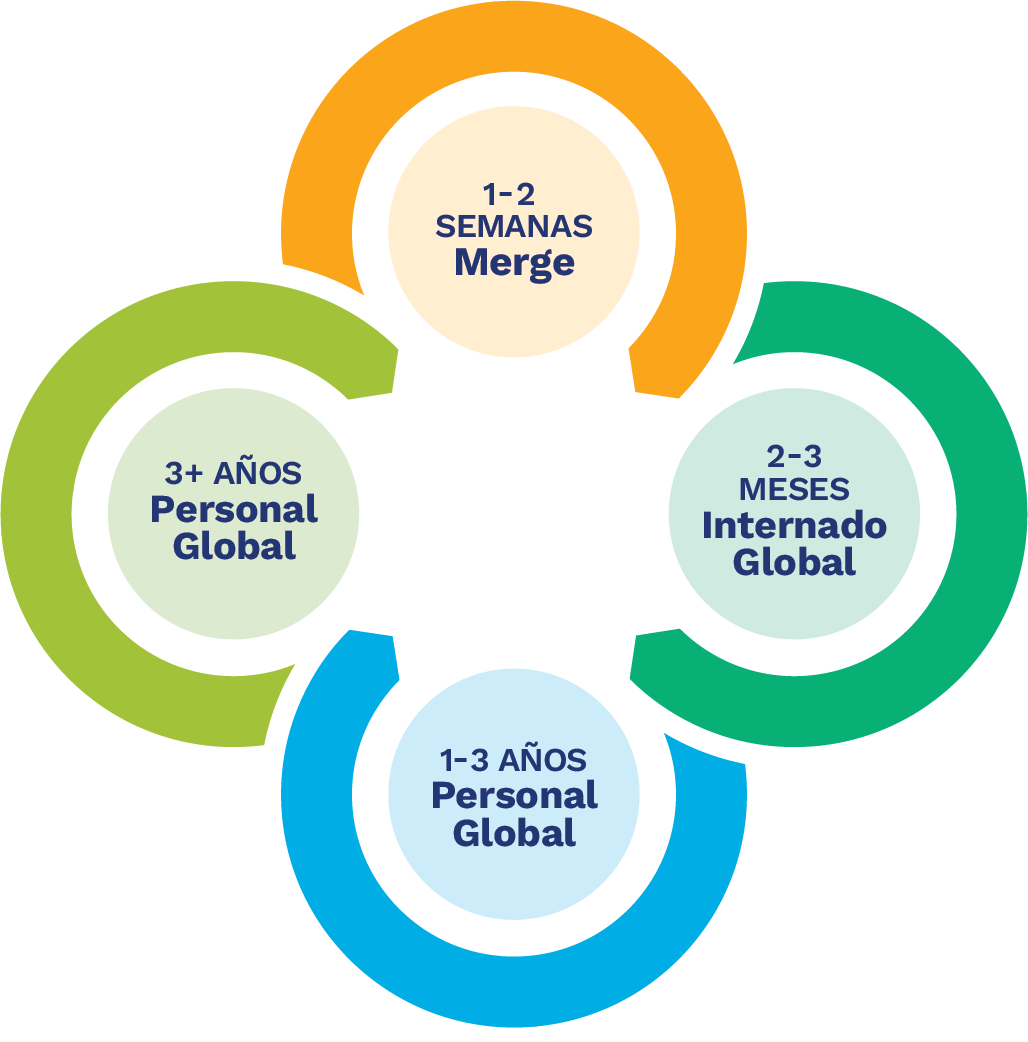 1-2
SEMANAS
Merge
2-3
MESES
Internado
Global
1-3 AÑOS
Personal
Global
3+ AÑOS
Personal
Global